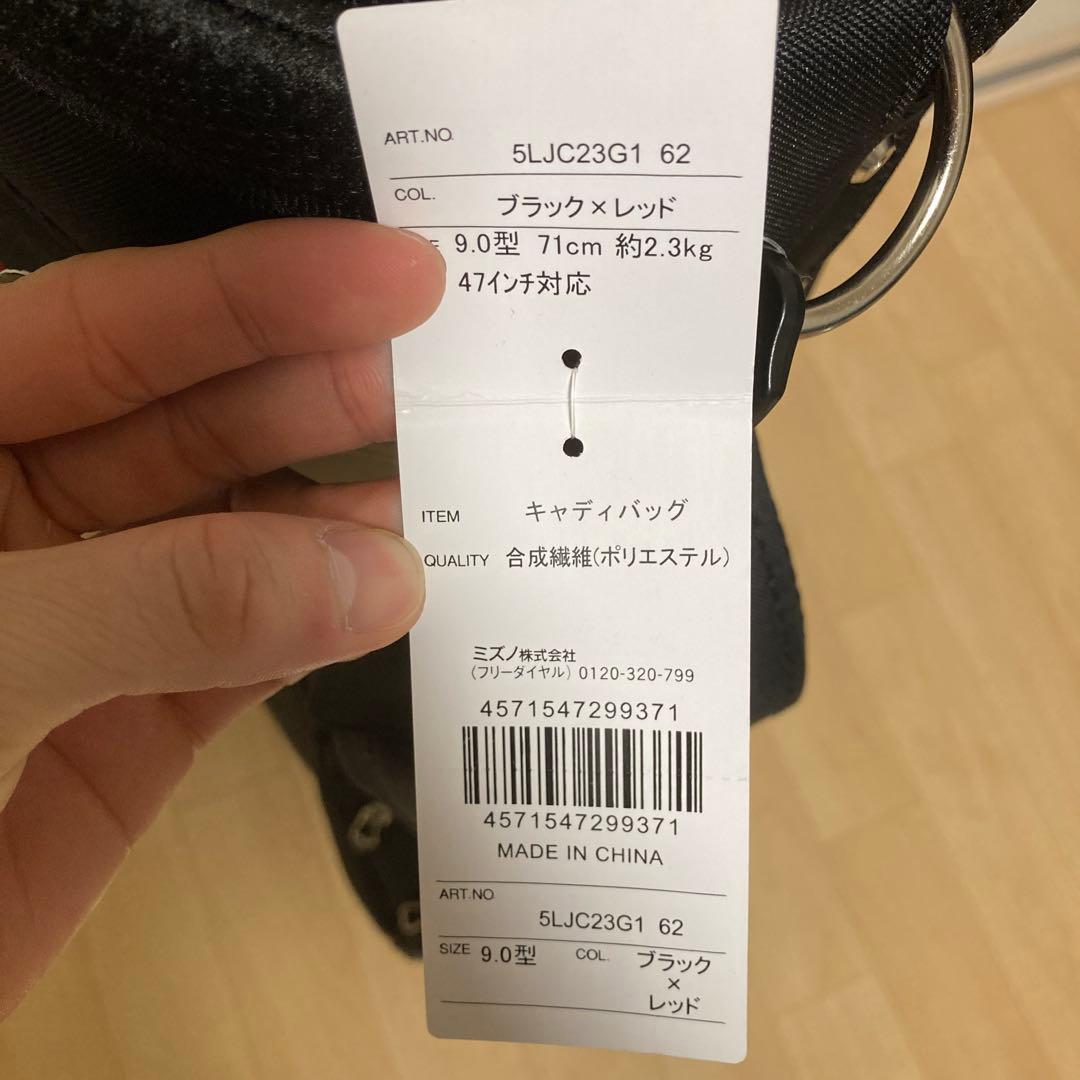 ART.NO.
5LJC23G1 62
COL.
ブラック×レッド
E 9.0型 71cm 約2.3kg
47インチ対応
ITEM キャディバッグ
QUALITY 合成繊維(ポリエステル)
ミズノ株式会社
(フリーダイヤル) 0120-320-799
4571547299371
4571547299371
MADE IN CHINA
ART.NO.
5LJC23G1 62
SIZE 9.0型 COL. ブラック
×
レッド